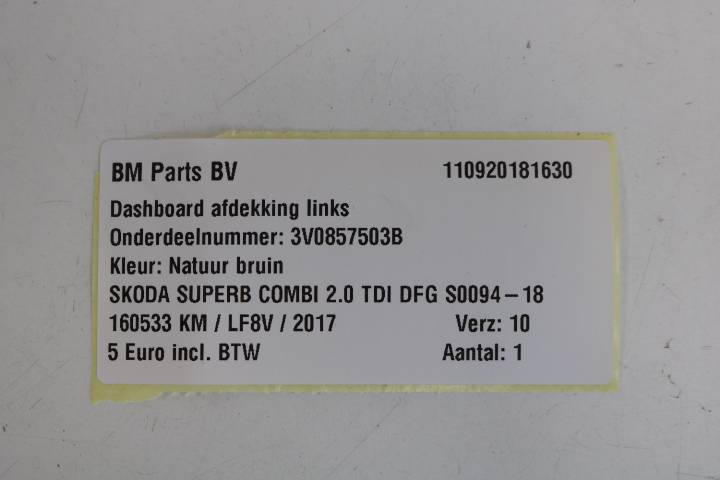 BM Parts BV 110920181630
Dashboard afdekking links
Onderdeelnummer: 3V0857503B
Kleur: Natuur bruin
SKODA SUPERB COMBI 2.0 TDI DFG S0094-18
160533 KM / LF8V / 2017 Verz: 10
5 Euro incl. BTW Aantal: 1